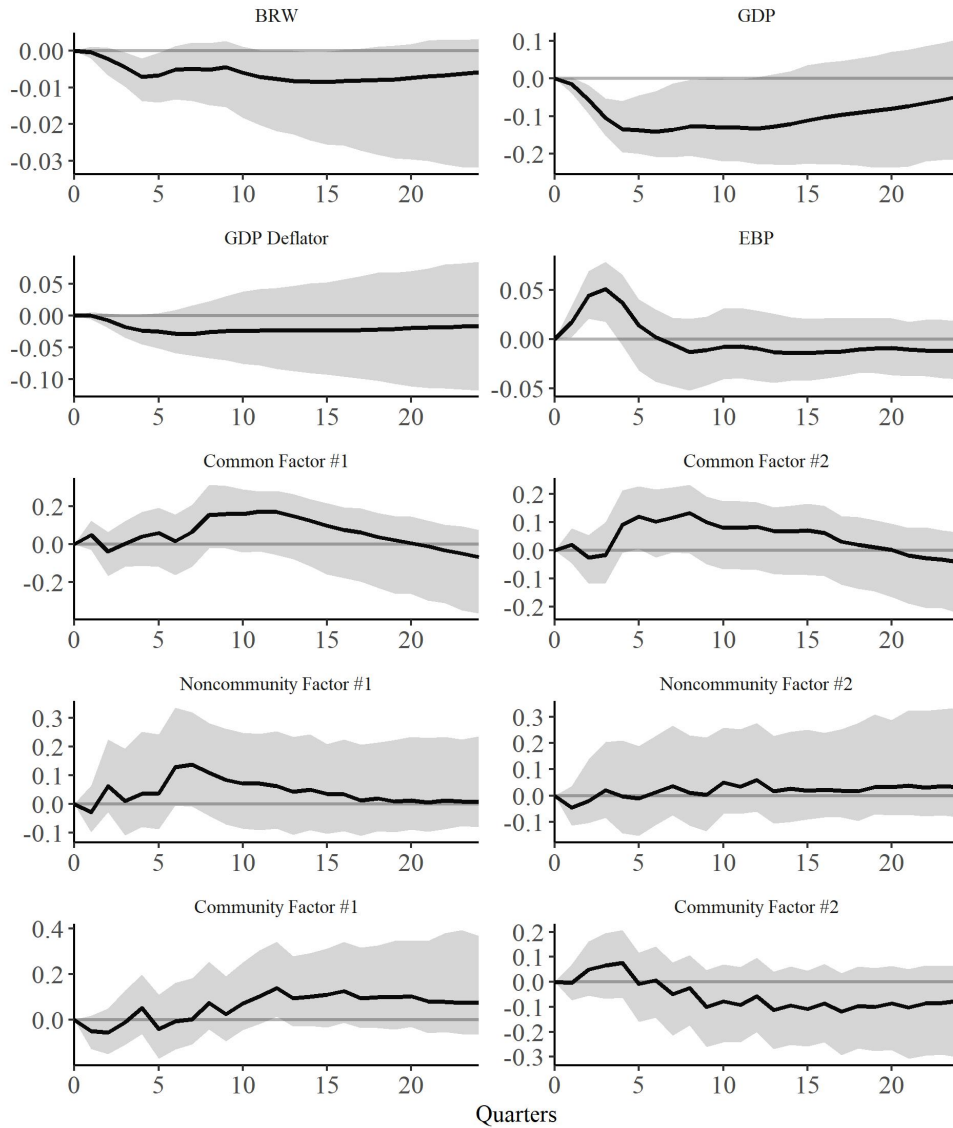 BRW
0.00
-0.01
-0.02
-0.03
0 5 10 15 20
GDP
0.1
0.0
-0.1
-0.2
0 5 10 15 20
GDP Deflator
0.05
0.00
-0.05
-0.10
0 5 10 15 20
EBP
0.05
0.00
-0.05
0 5 10 15 20
Common Factor #1
0.2
0.0
-0.2
0 5 10 15 20
Common Factor #2
0.2
0.1
0.0
-0.1
-0.2
0 5 10 15 20
Noncommunity Factor #1
0.3
0.2
0.1
0.0
-0.1
0 5 10 15 20
Noncommunity Factor #2
0.3
0.2
0.1
0.0
-0.1
0 5 10 15 20
Community Factor #1
0.4
0.2
0.0
0 5 10 15 20
Community Factor #2
0.2
0.1
0.0
-0.1
-0.2
-0.3
0 5 10 15 20
Quarters